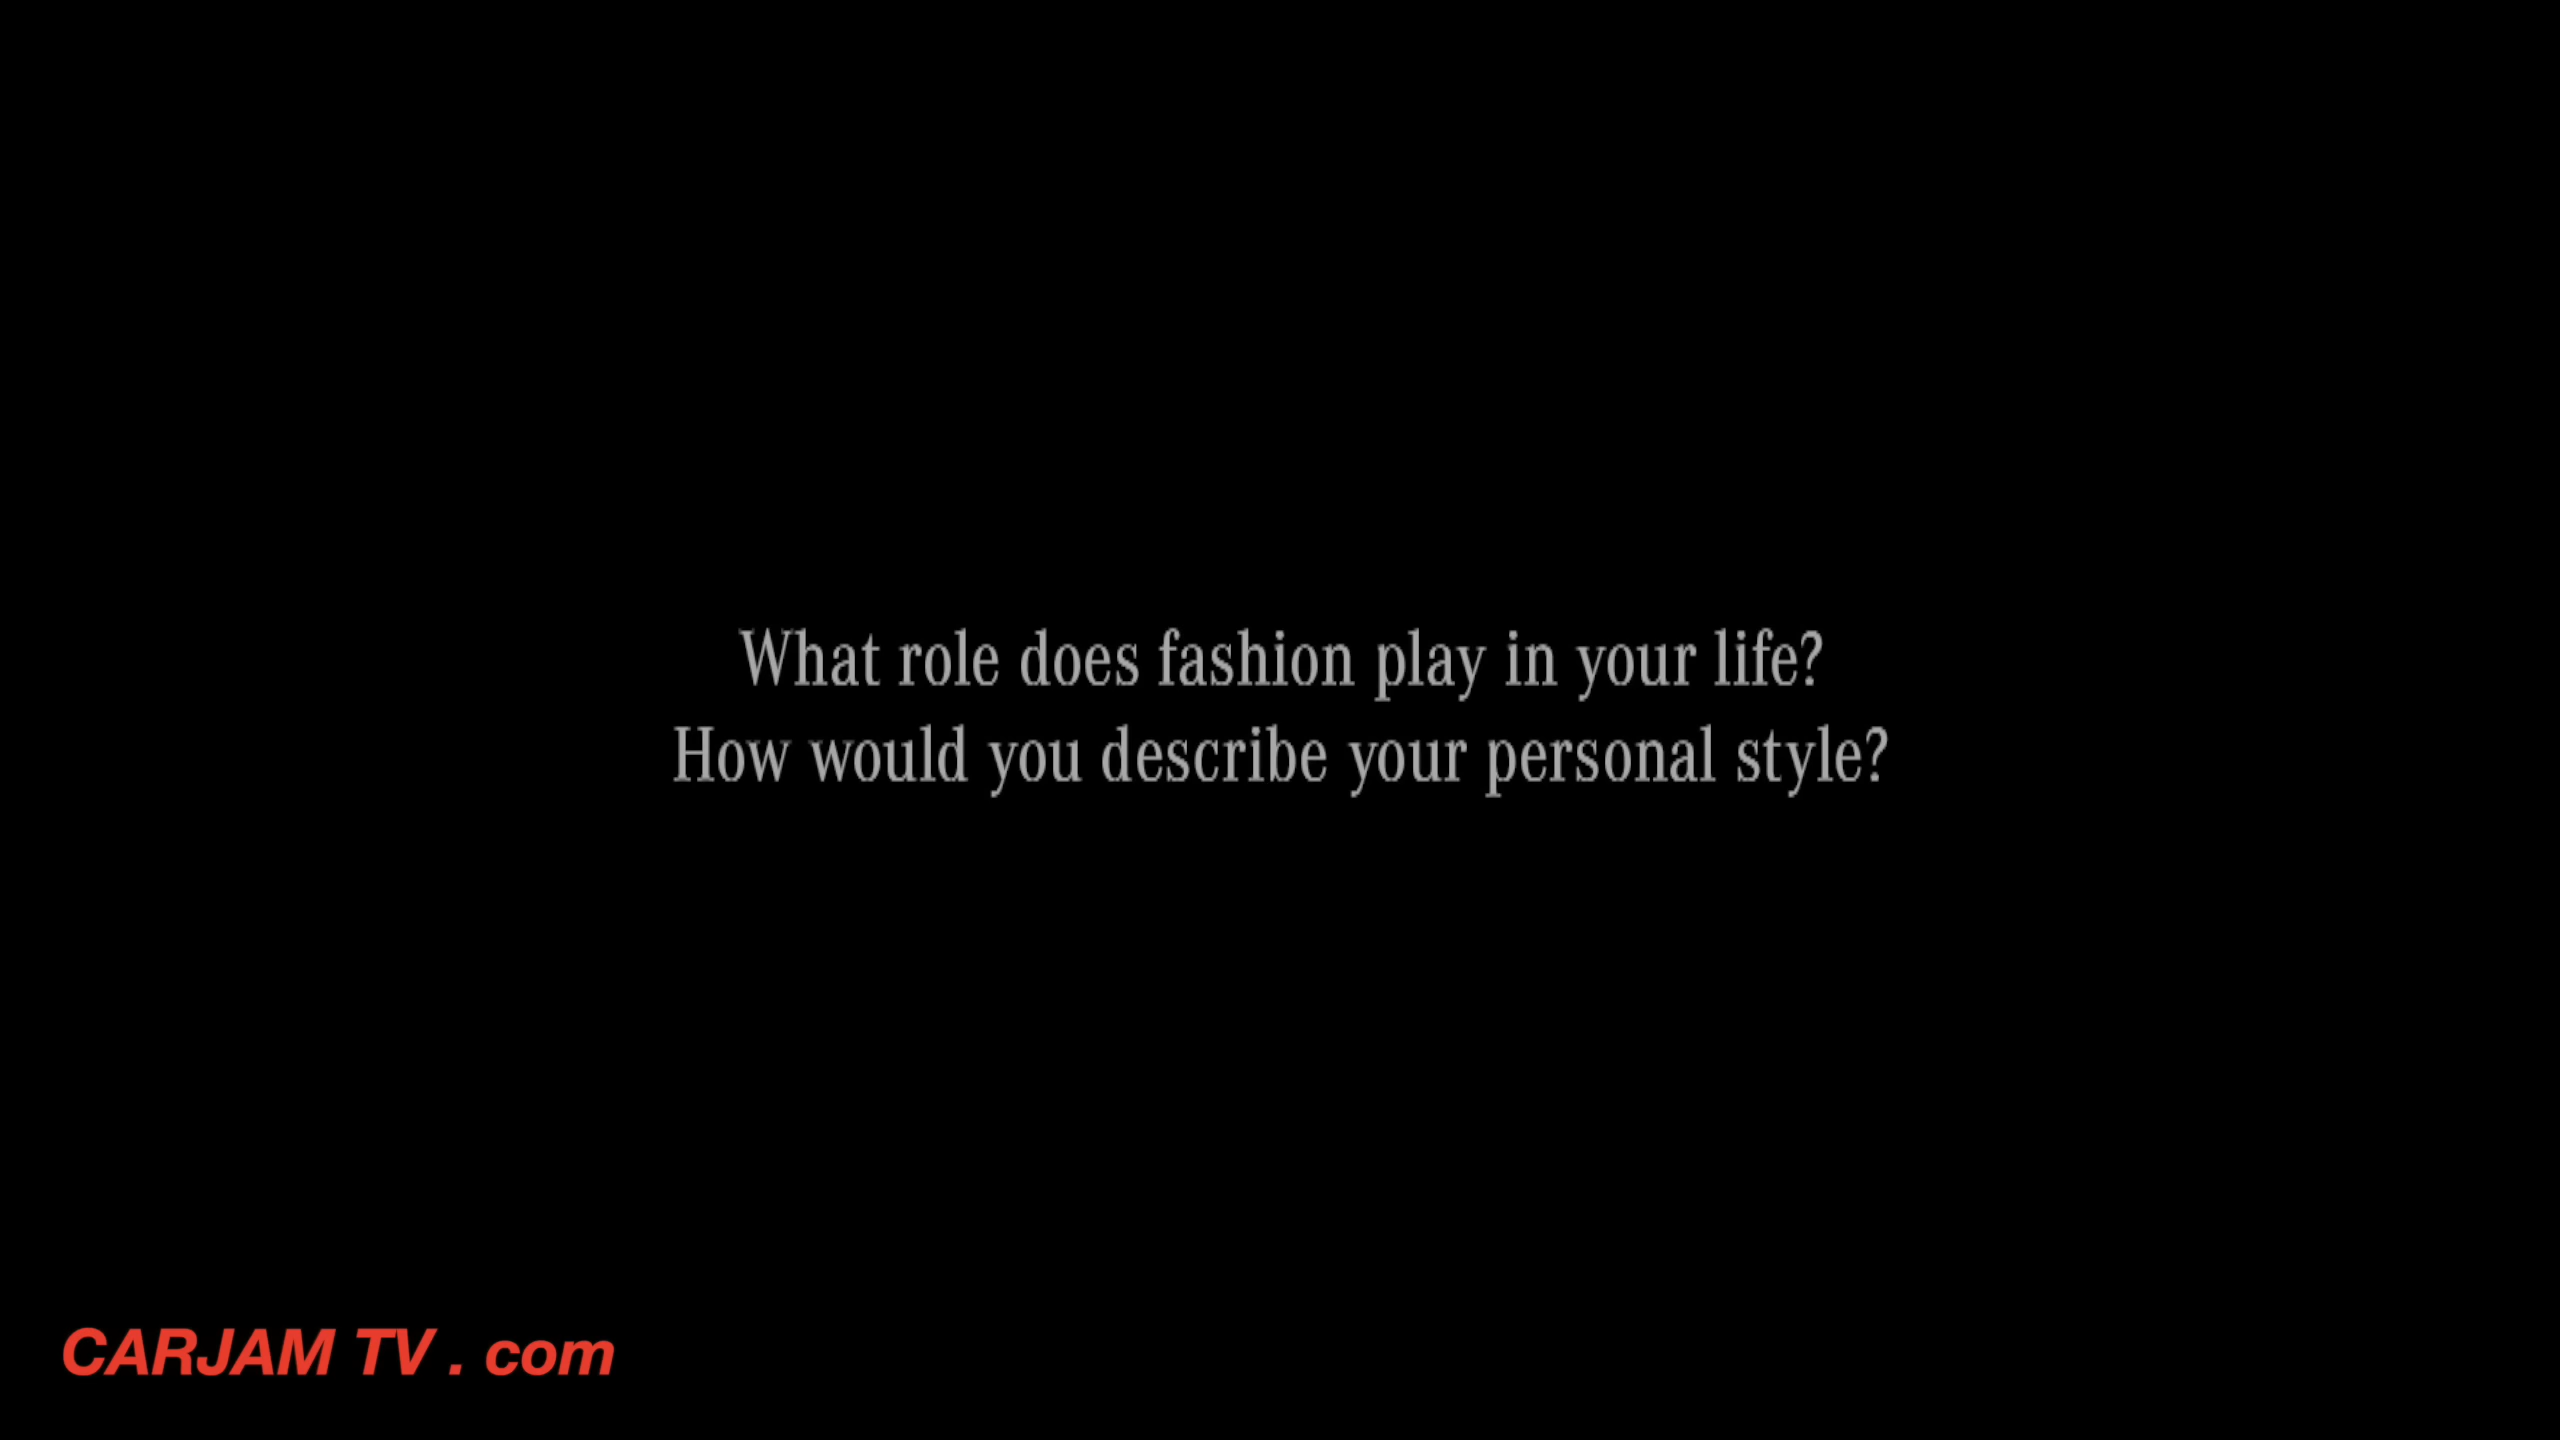 What role does fashion play in your life?
How would you describe your personal style?
CARJAM TV . com